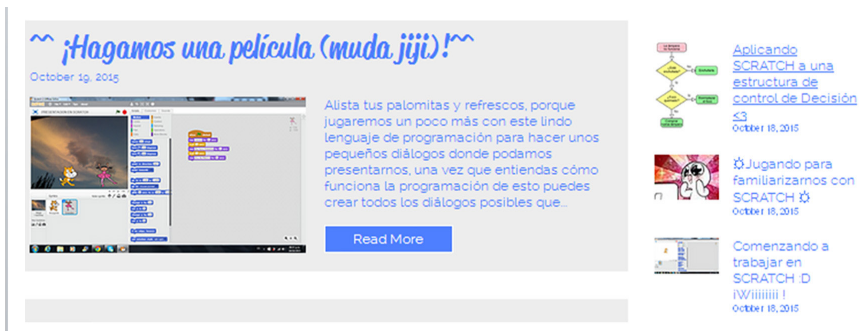 ^^ ¡Hagamos una película (muda jiji)!^^
October 19, 2015
Alista tus palomitas y refrescos, porque
jugaremos un poco más con este lindo
lenguaje de programación para hacer unos
pequeños diálogos donde podamos
presentarnos, una vez que entiendas cómo
funciona la programación de esto puedes
crear todos los diálogos posibles que...
Read More
Aplicando
SCRATCH a una
estructura de
control de Decisión
<3
October 18, 2015
☼Jugando para
familiarizarnos con
SCRATCH ☼
October 18, 2015
Comenzando a
trabajar en
SCRATCH :D
¡Wiiiiiiii !
October 18, 2015